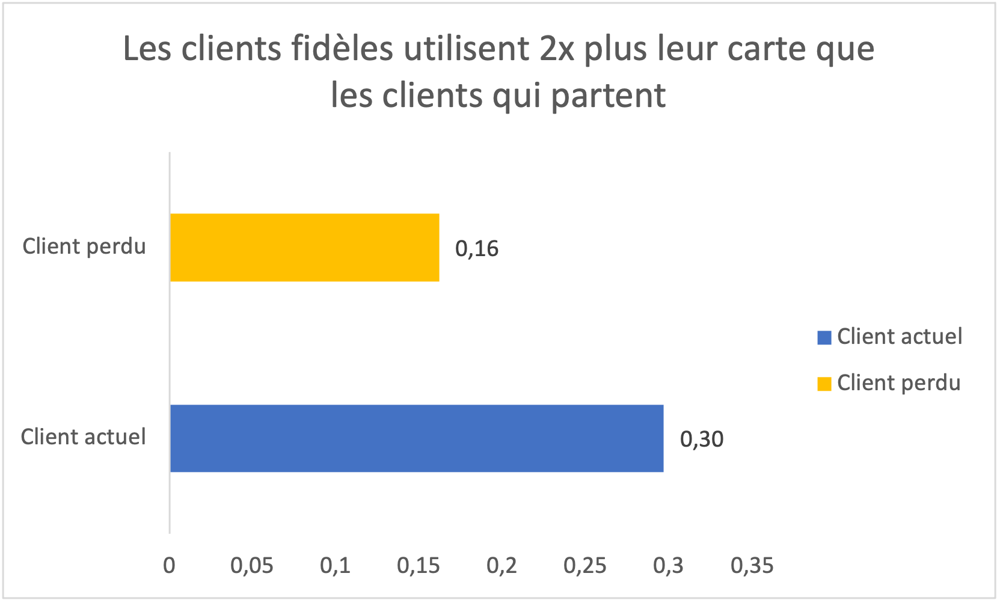 Les clients fidèles utilisent 2x plus leur carte que
les clients qui partent
Client perdu
0,16
Client actuel
0,30
Client actuel
Client perdu
0
0,05
0,1
0,15
0,2
0,25
0,3
0,35